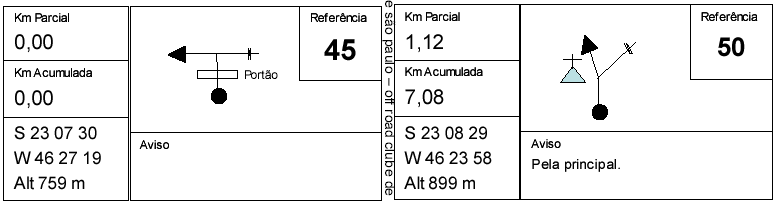 Km Parcial
0,00
Km Acumulada
0,00
S 23 07 30
W 46 27 19
Alt 759 m
Referência
45
Portão
Aviso
e são paulo – off road clube de
Km Parcial
1,12
Km Acumulada
7,08
S 23 08 29
W 46 23 58
Alt 899 m
Referência
50
Aviso
Pela principal.